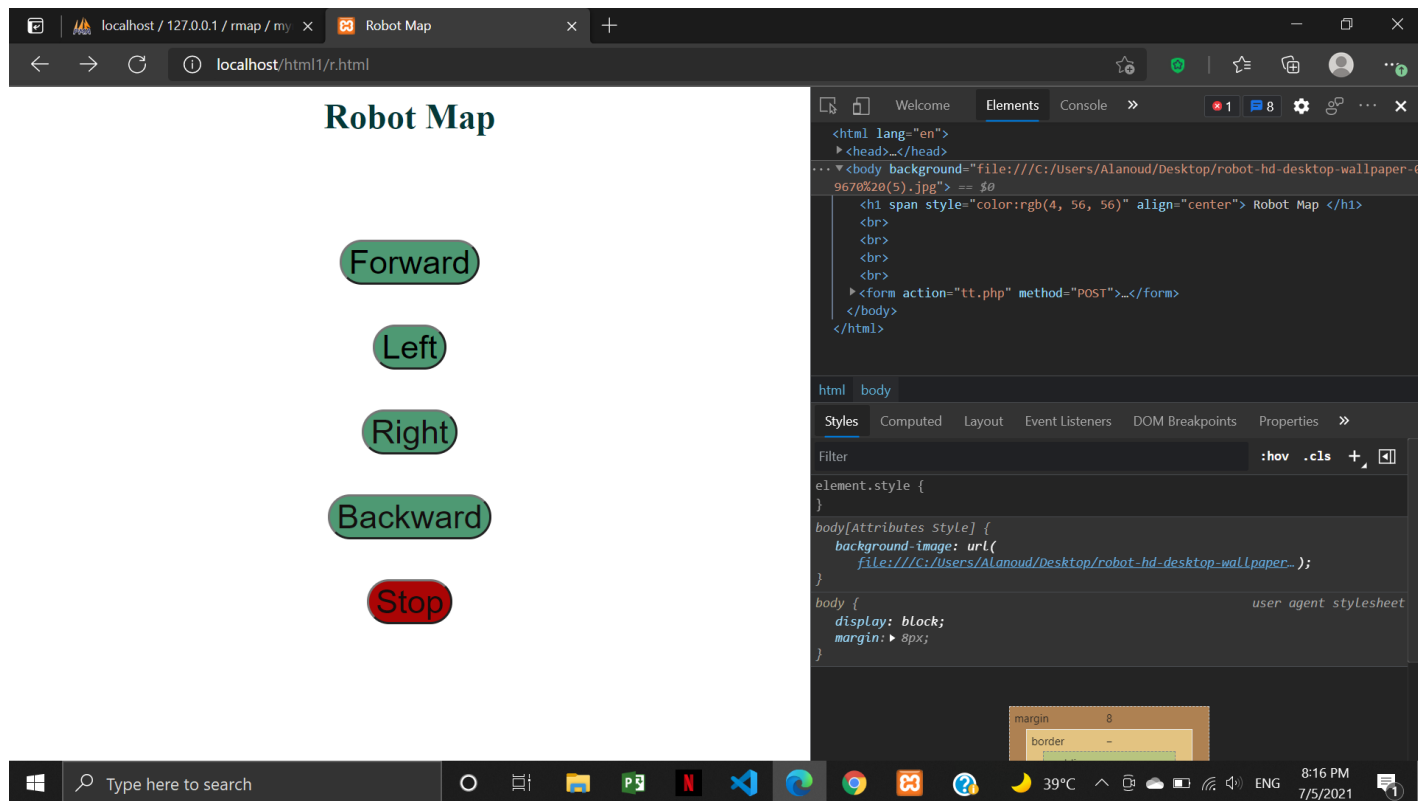 localhost / 127.0.0.1 / rmap / my
Robot Map
localhost/html1/r.html
Robot Map
Forward
Left
Right
Backward
Stop
Welcome Elements Console » 1 8
<html lang="en">
<head>…</head>
··· <body background="file:///C:/Users/Alanoud/Desktop/robot-hd-desktop-wallpaper-
9670%20(5).jpg"> == $0
<h1 span style="color:rgb(4, 56, 56)" align="center"> Robot Map </h1>
<br>
<br>
<br>
<br>
<form action="tt.php" method="POST">…</form>
</body>
</html>
html body
Styles Computed Layout Event Listeners DOM Breakpoints Properties »
Filter :hov .cls +
element.style {
}
body[Attributes Style] {
background-image: url(
file:///C:/Users/Alanoud/Desktop/robot-hd-desktop-wallpaper… );
}
body { user agent stylesheet
display: block;
margin: 8px;
}
margin 8
border –
Type here to search 39°C ENG 8:16 PM
7/5/2021 1